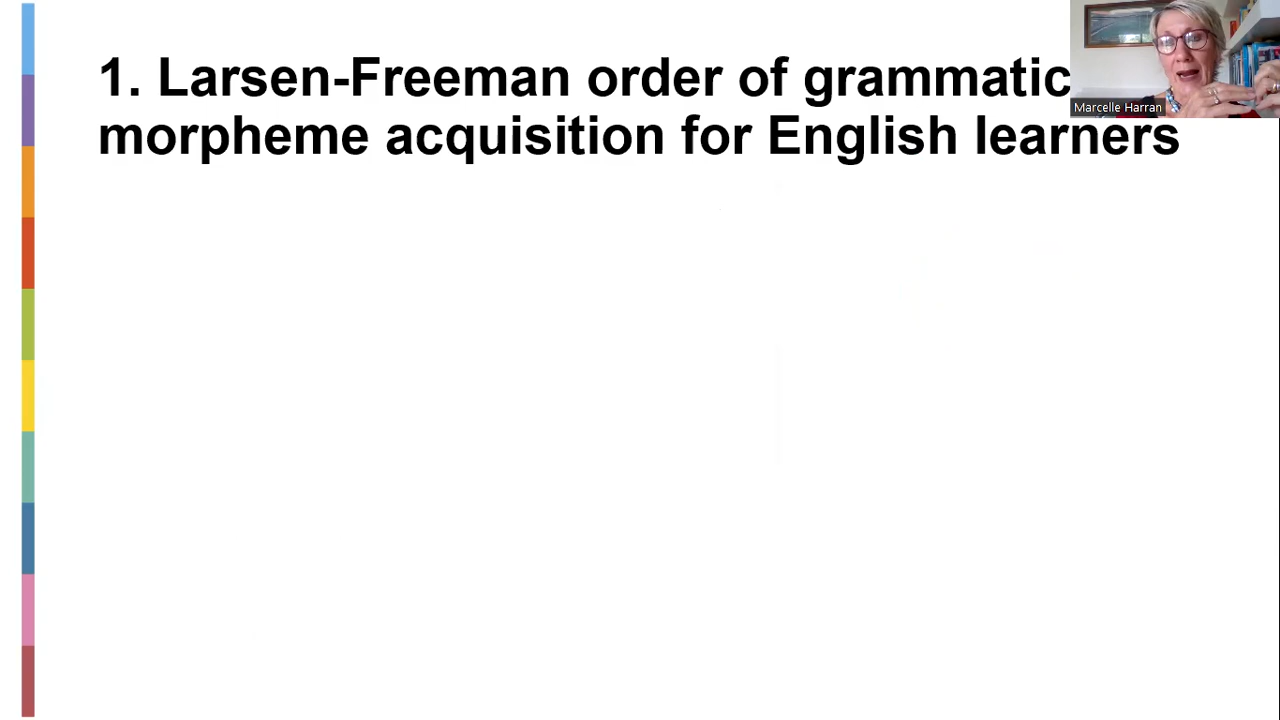 1. Larsen-Freeman order of grammatic
morpheme acquisition for English learners
Marcelle Harran